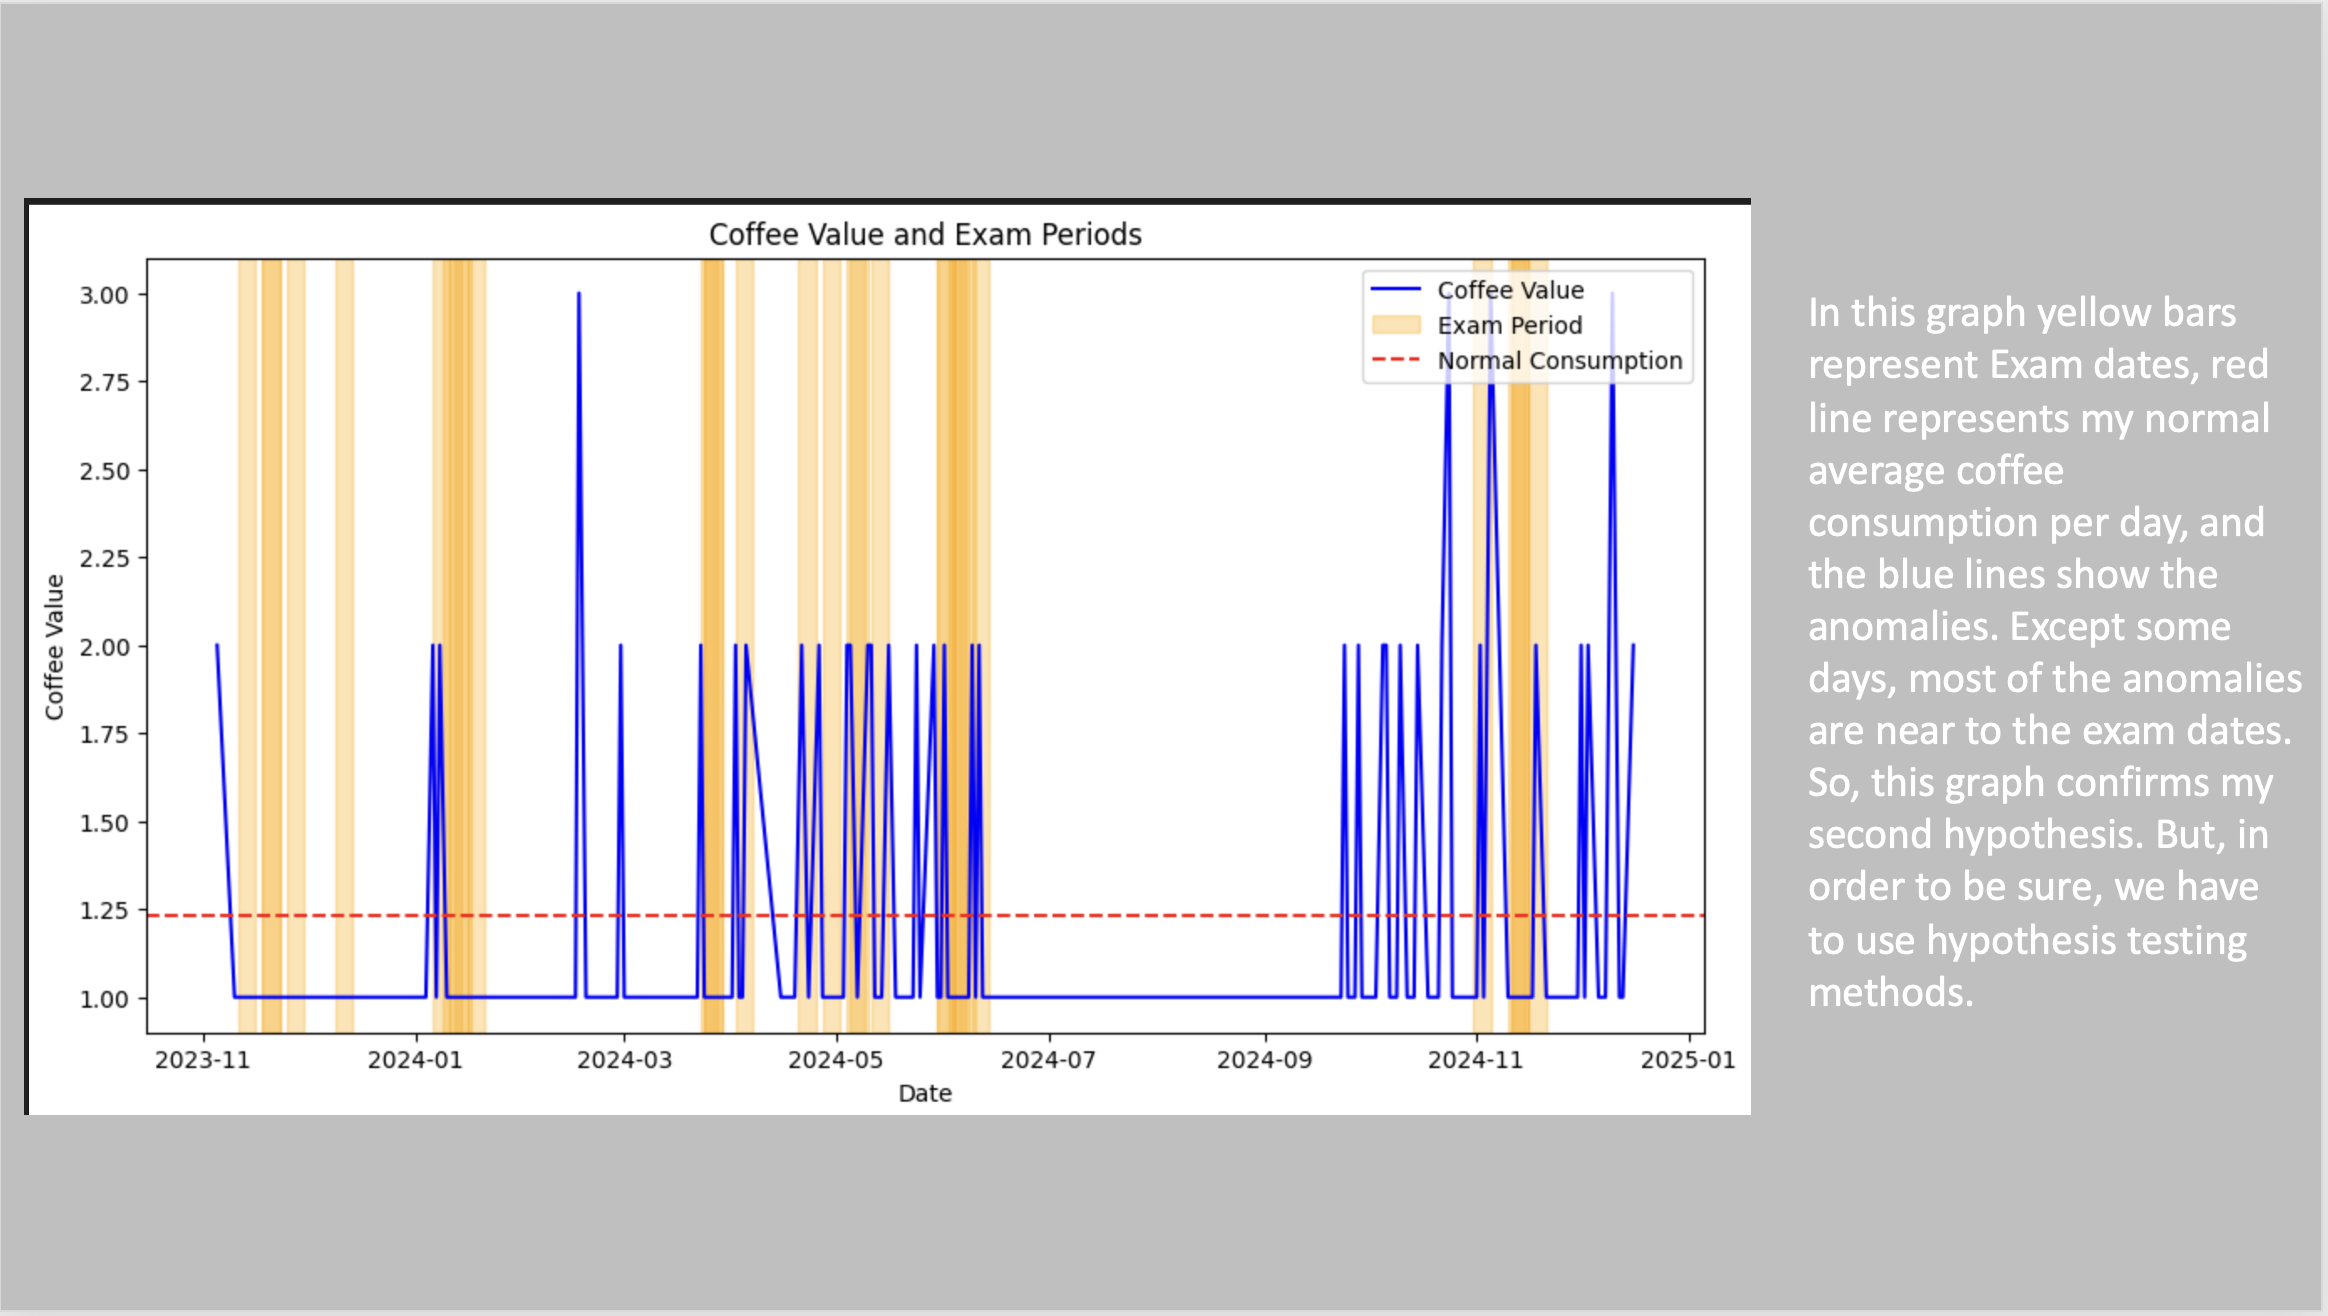 Coffee Value and Exam Periods
3.00
2.75
2.50
2.25
2.00
1.75
1.50
1.25
1.00
Coffee Value
Coffee Value
Exam Period
Normal Consumption
2023-11
2024-01
2024-03
2024-05
2024-07
2024-09
2024-11
2025-01
Date
In this graph yellow bars
represent Exam dates, red
line represents my normal
average coffee
consumption per day, and
the blue lines show the
anomalies. Except some
days, most of the anomalies
are near to the exam dates.
So, this graph confirms my
second hypothesis. But, in
order to be sure, we have
to use hypothesis testing
methods.